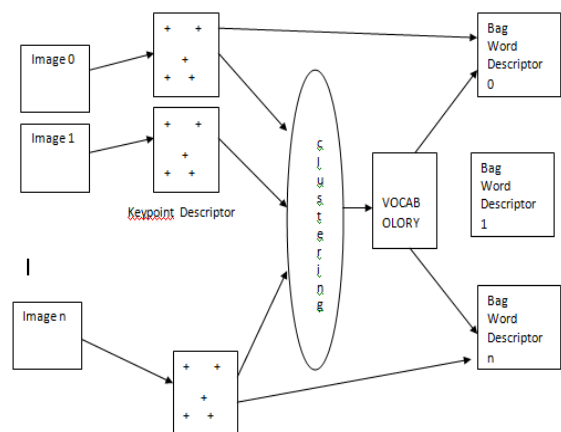 Image 0
+ +
+
+ +
Bag
Word
Descriptor
0
Image 1
+ +
+
+ +
Keypoint Descriptor
c
l
u
s
t
e
r
i
n
g
VOCAB
OLORY
Bag
Word
Descriptor
1
Image n
+ +
+
+ +
Bag
Word
Descriptor
n